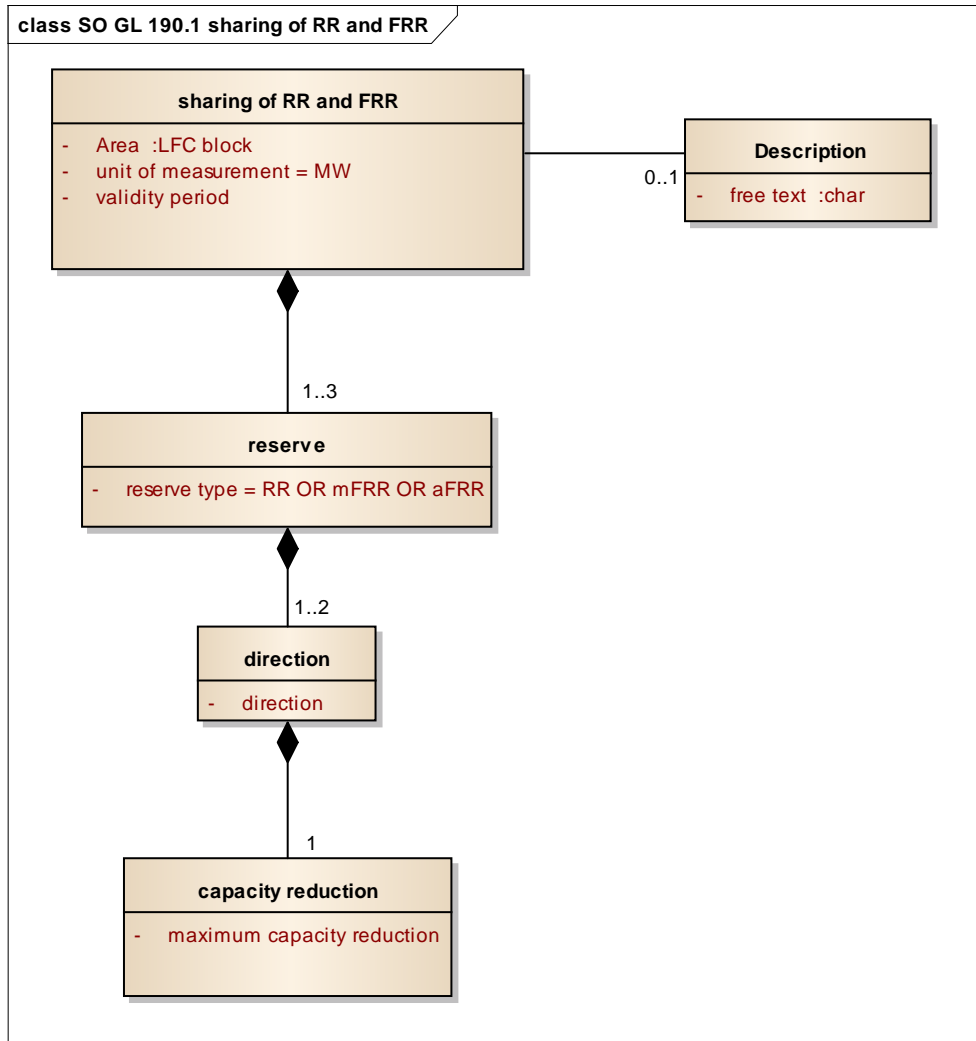 class SO GL 190.1 sharing of RR and FRR
sharing of RR and FRR
- Area :LFC block
- unit of measurement = MW
- validity period
Description
- free text :char
0..1
1..3
reserve
- reserve type = RR OR mFRR OR aFRR
1..2
direction
- direction
1
capacity reduction
- maximum capacity reduction